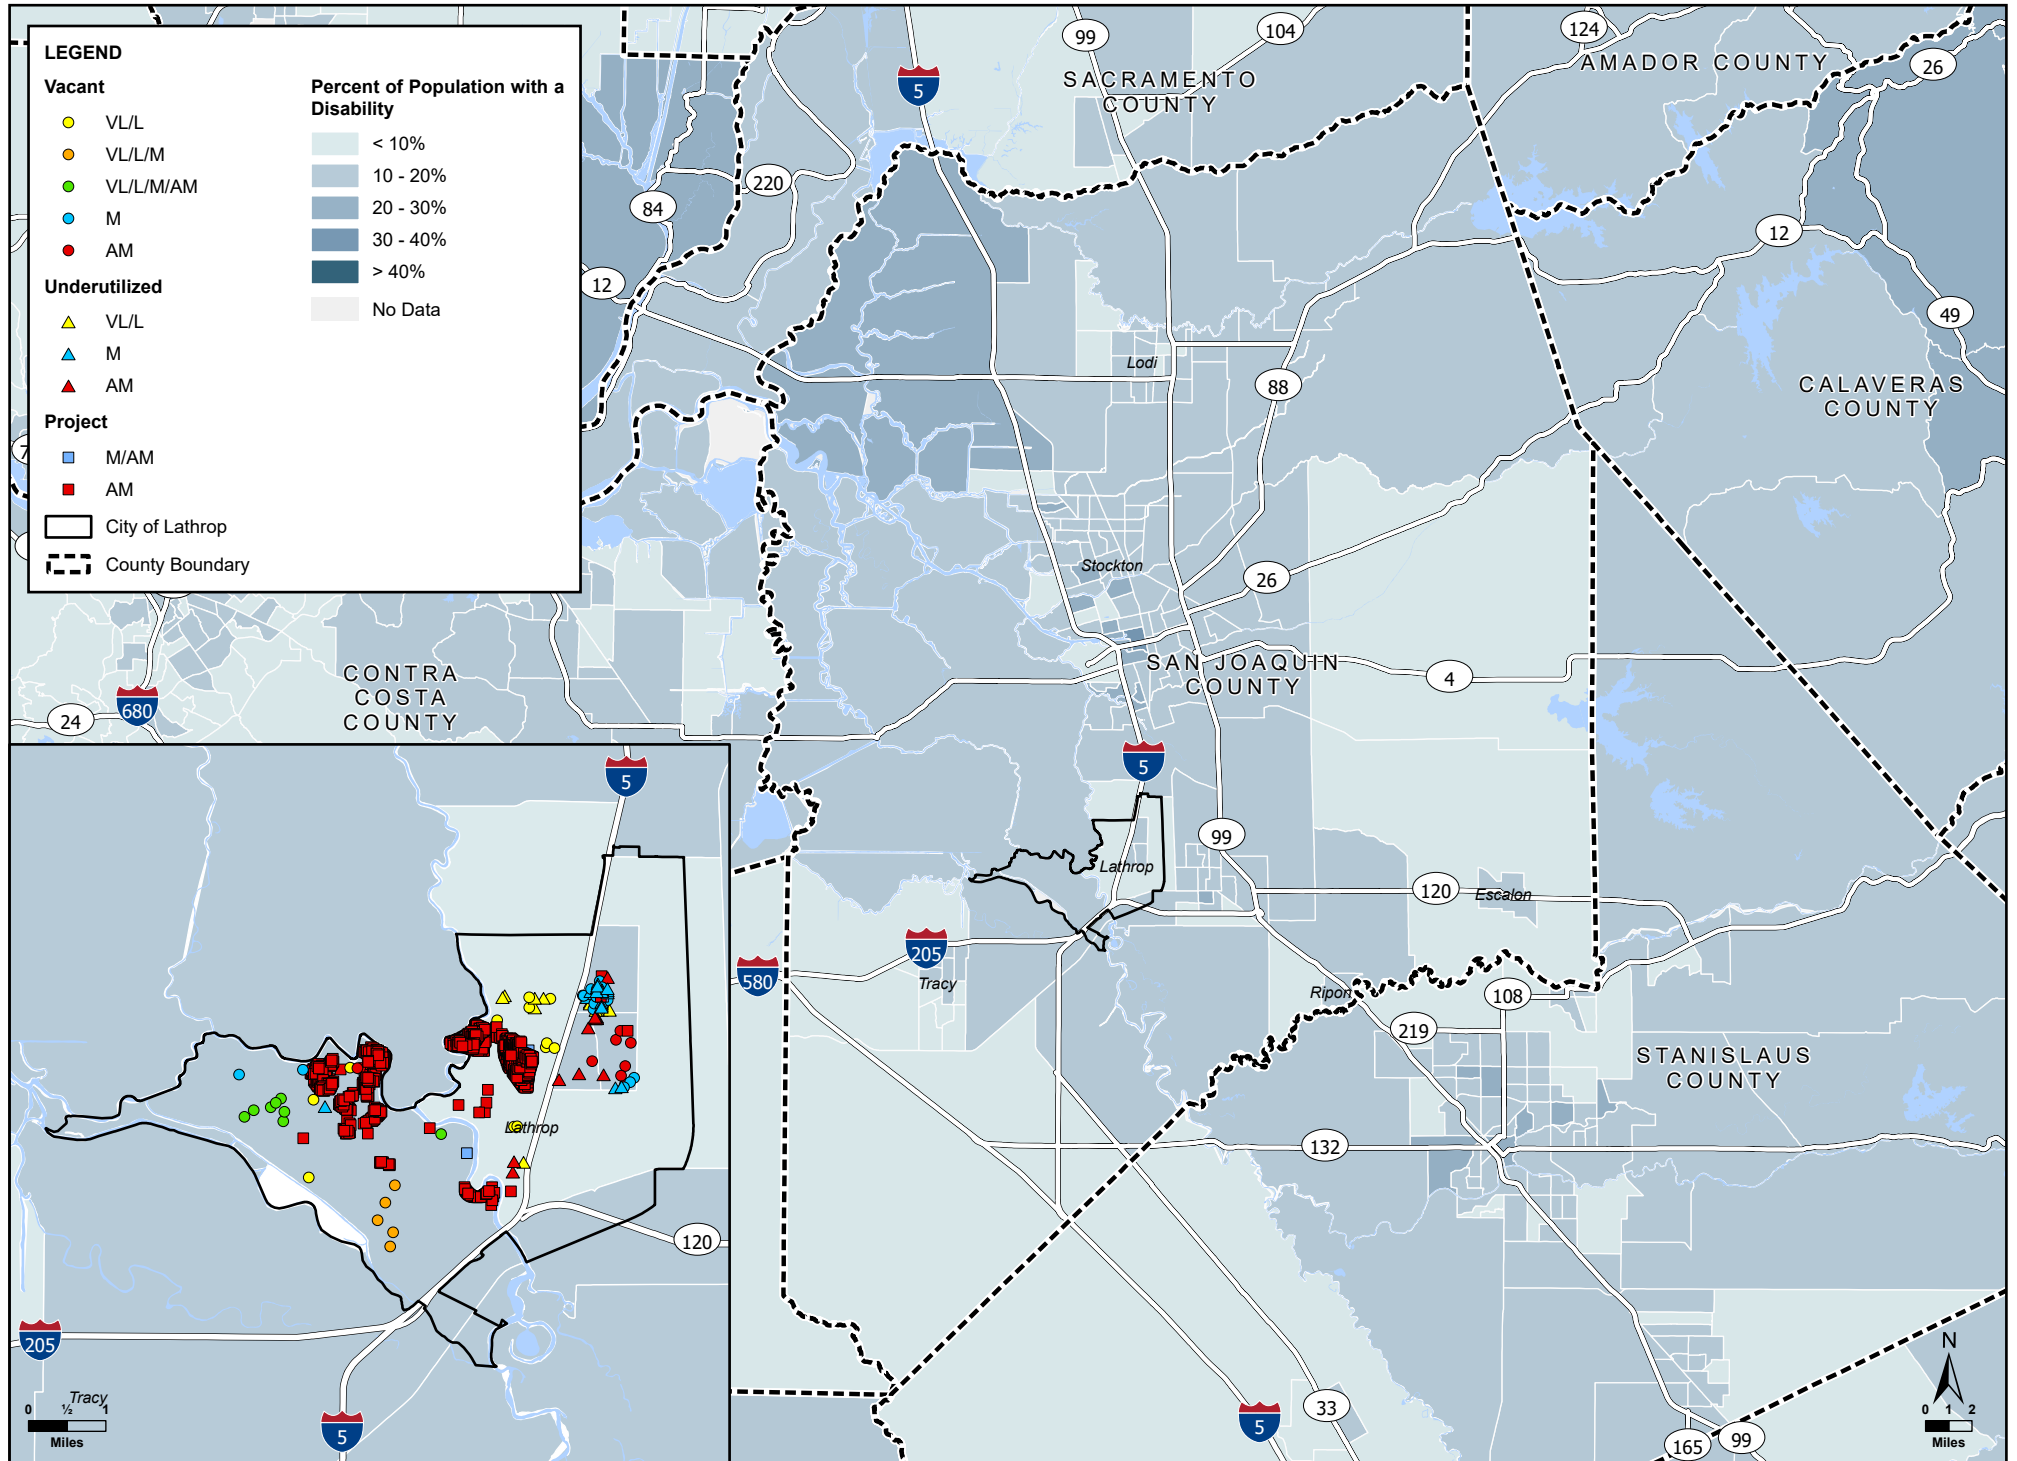 LEGEND
Vacant
VL/L
VL/L/M
VL/L/M/AM
M
AM
Underutilized
VL/L
M
AM
Project
M/AM
AM
City of Lathrop
County Boundary
Percent of Population with a
Disability
< 10%
10 - 20%
20 - 30%
30 - 40%
> 40%
No Data
99
104
124
5
SACRAMENTO
COUNTY
AMADOR COUNTY
26
220
84
12
12
49
Lodi
88
CALAVERAS
COUNTY
7
Stockton
26
SAN JOAQUIN
COUNTY
4
CONTRA
COSTA
COUNTY
680
24
5
99
Lathrop
120
Escalon
205
580
Tracy
Ripon
108
219
STANISLAUS
COUNTY
132
33
5
165
99
N
0 1 2
Miles
5
Lathrop
120
205
Tracy
5
0 ½ 1
Miles